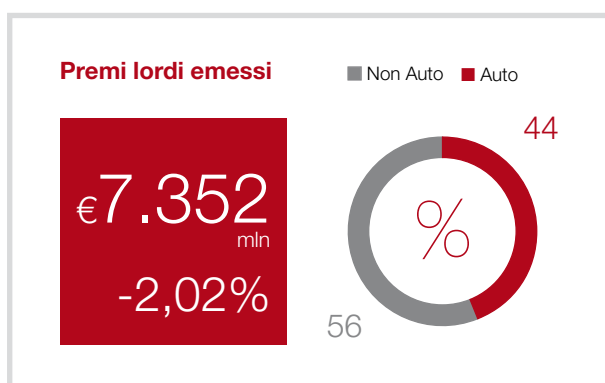 Premi lordi emessi
Non Auto Auto
€7.352
mln
-2,02%
44
%
56